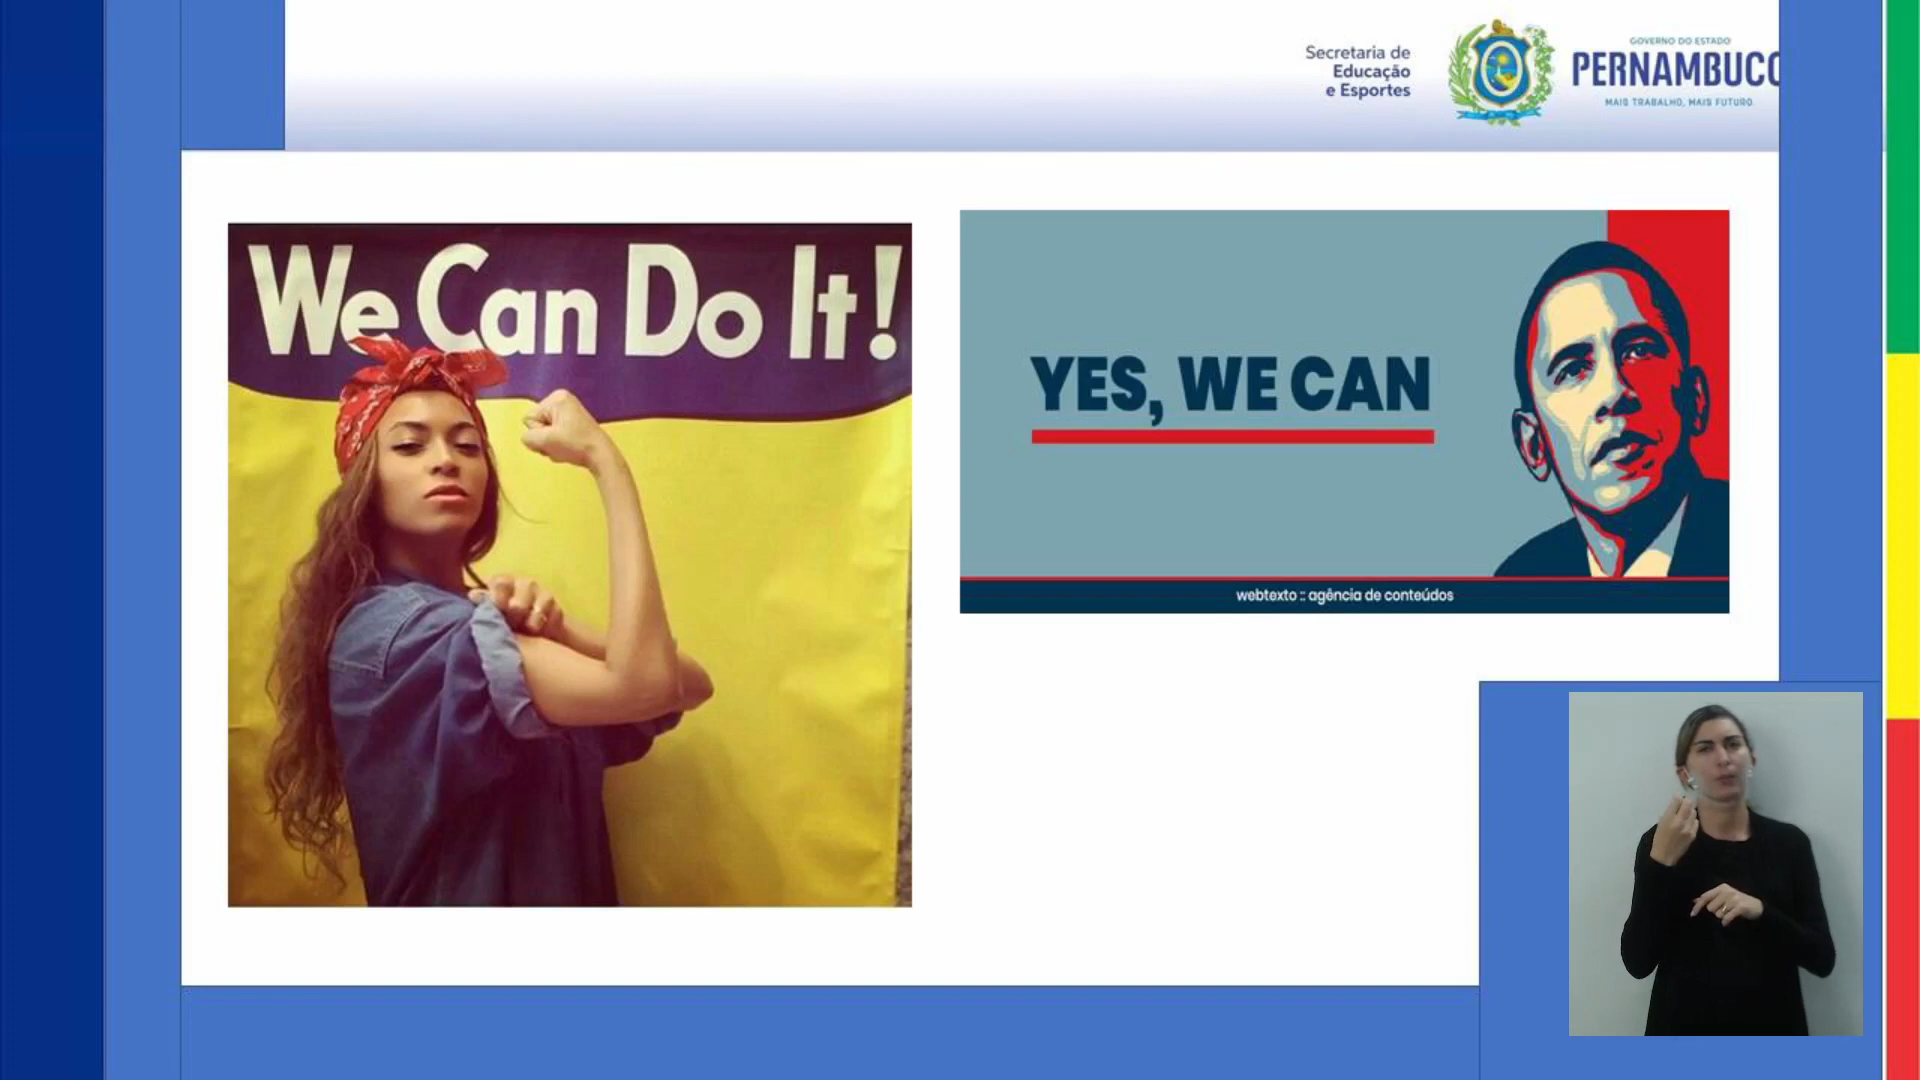 Secretaria de
Educação
e Esportes
GOVERNO DO ESTADO
PERNAMBUCO
MAIS TRABALHO, MAIS FUTURO.
We Can Do It!
YES, WE CAN
webtexto :: agência de conteúdos